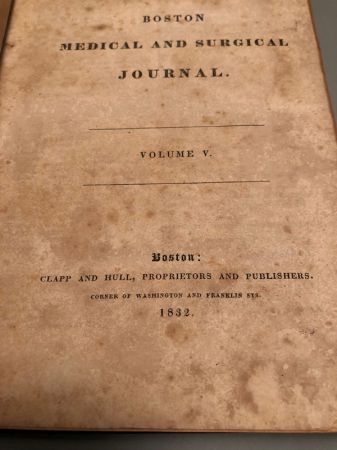 BOSTON
MEDICAL AND SURGICAL
JOURNAL.
VOLUME V.
Boston:
CLAPP AND HULL, PROPRIETORS AND PUBLISHERS.
CORNER OF WASHINGTON AND FRANKLIN STS.
1832.